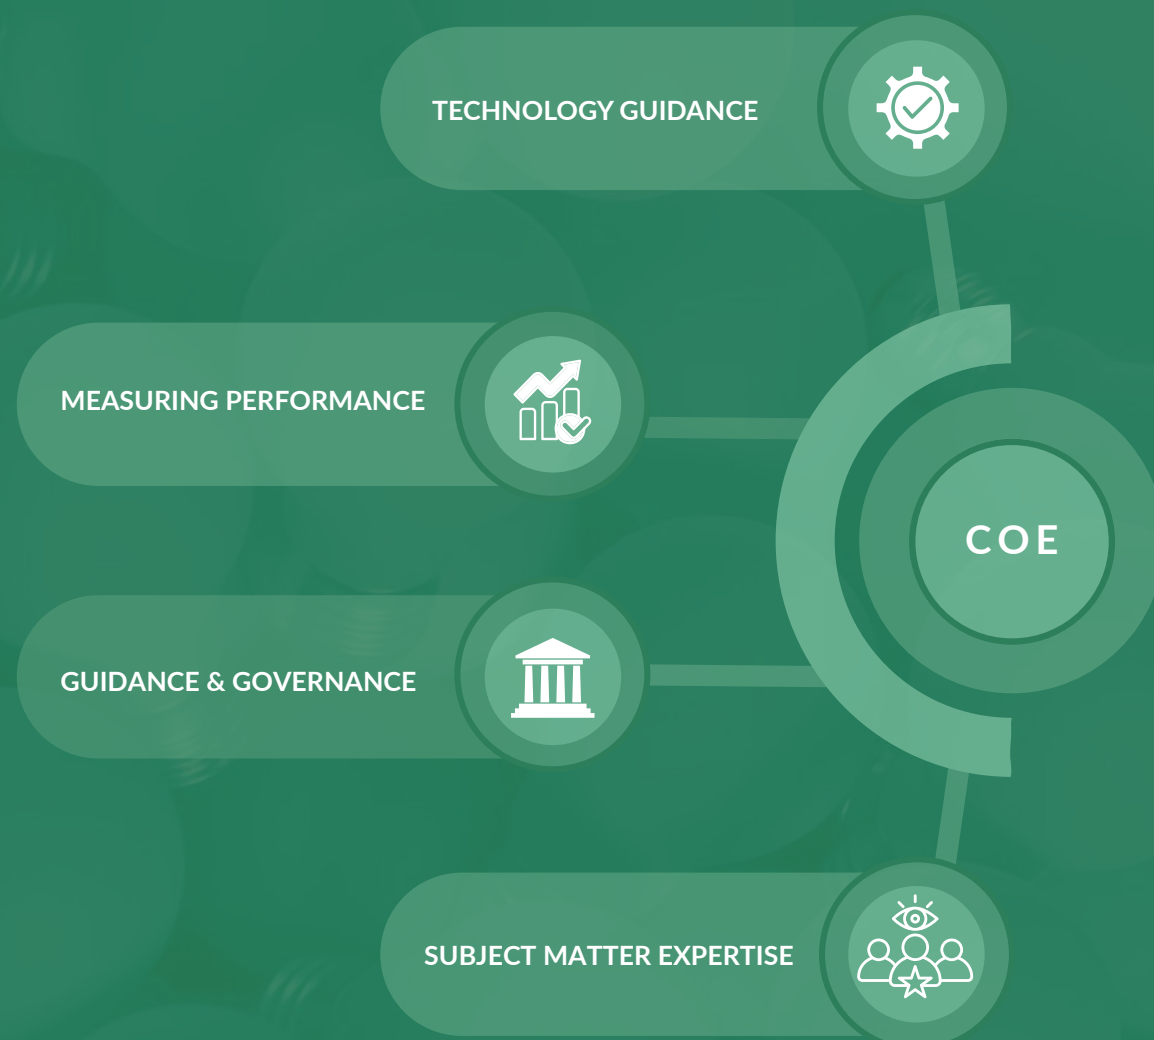 TECHNOLOGY GUIDANCE
MEASURING PERFORMANCE
COE
GUIDANCE & GOVERNANCE
SUBJECT MATTER EXPERTISE